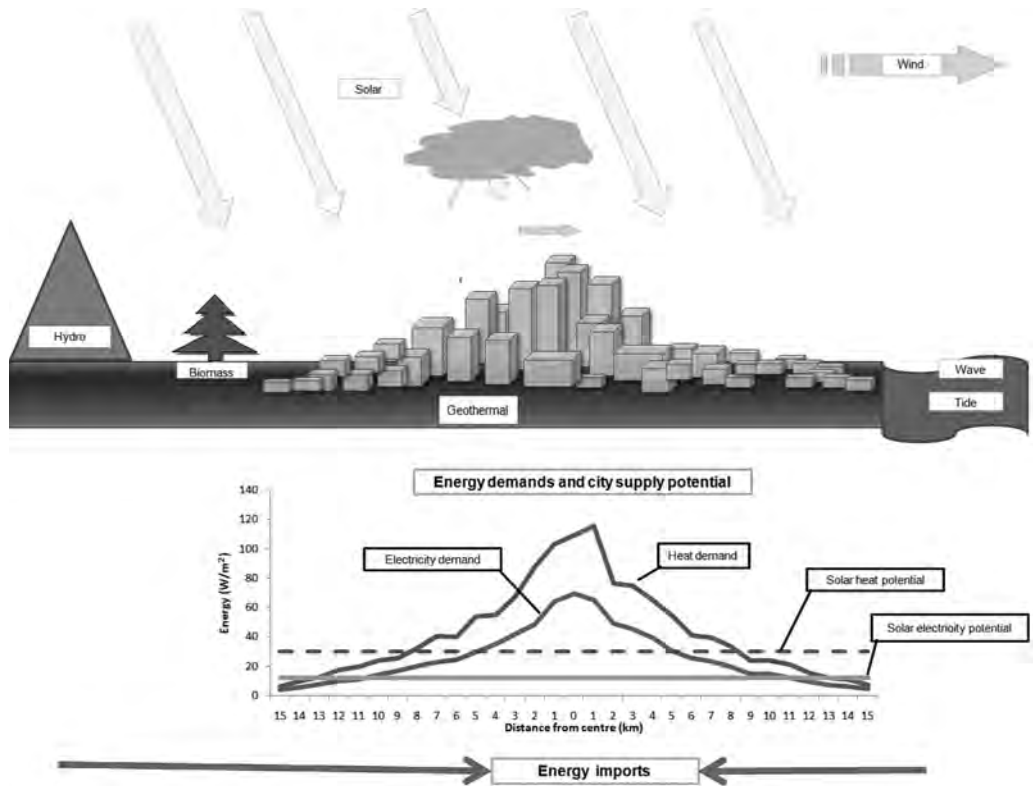 Solar
Wind
Hydro
Biomass
Geothermal
Wave
Tide
Energy demands and city supply potential
Electricity demand
Heat demand
Solar heat potential
Solar electricity potential
Energy (W/m²)
140
120
100
80
60
40
20
0
15 14 13 12 11 10 9 8 7 6 5 4 3 2 1 0 1 2 3 4 5 6 7 8 9 10 11 12 13 14 15
Distance from centre (km)
Energy imports